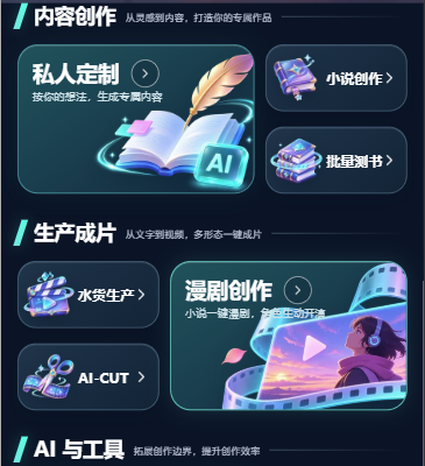 内容创作 从灵感到内容，打造你的专属作品
私人定制
按你的想法，生成专属内容
AI
小说创作
批量测书
生产成片 从文字到视频，多形态一键成片
水货生产
AI-CUT
漫剧创作
小说一键漫剧，角色生动开演
AI 与工具 拓展创作边界，提升创作效率